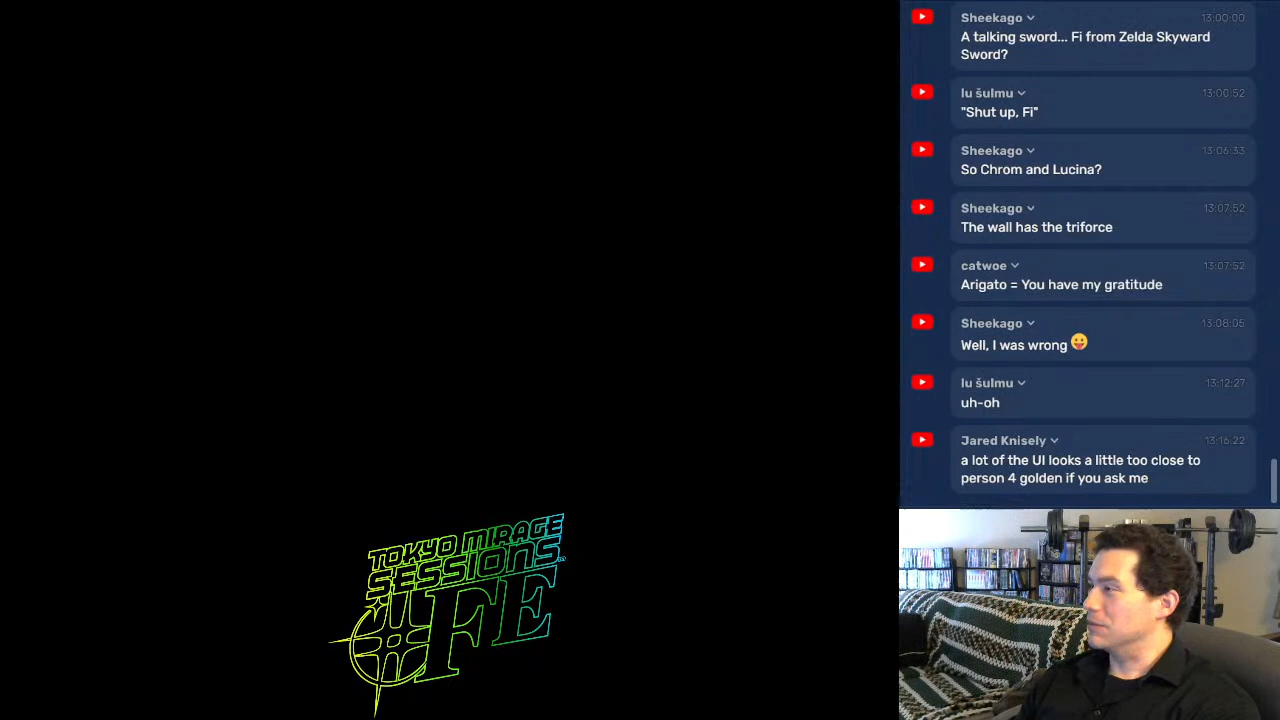 Sheekago 13:00:00
A talking sword... Fi from Zelda Skyward
Sword?
lu šulmu 13:00:52
"Shut up, Fi"
Sheekago 13:06:33
So Chrom and Lucina?
Sheekago 13:07:52
The wall has the triforce
catwoe 13:07:52
Arigato = You have my gratitude
Sheekago 13:08:05
Well, I was wrong 😛
lu šulmu 13:12:27
uh-oh
Jared Knisely 13:16:22
a lot of the UI looks a little too close to
person 4 golden if you ask me
TOKYO MIRAGE
SESSIONS
#FE